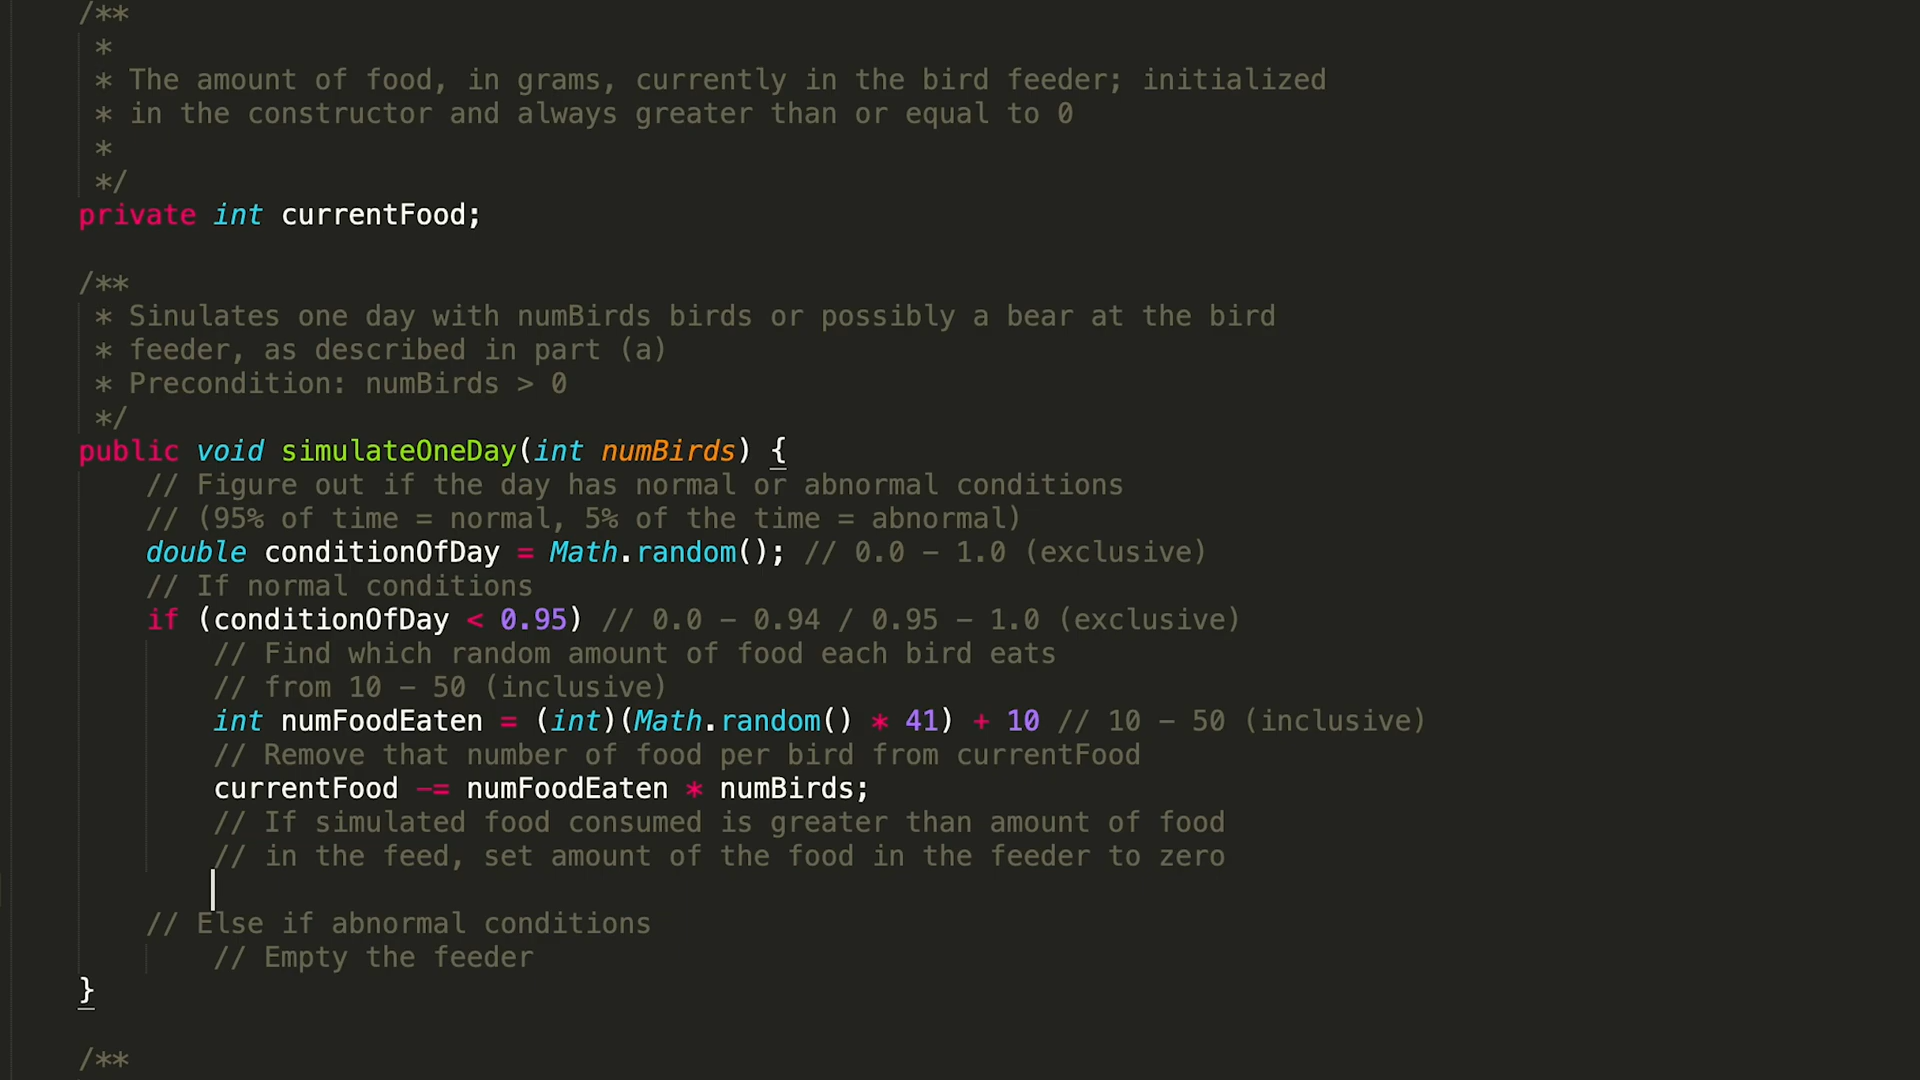 /**
*
* The amount of food, in grams, currently in the bird feeder; initialized
* in the constructor and always greater than or equal to 0
*
*/
private int currentFood;
/**
* Sinulates one day with numBirds birds or possibly a bear at the bird
* feeder, as described in part (a)
* Precondition: numBirds > 0
*/
public void simulateOneDay(int numBirds) {
// Figure out if the day has normal or abnormal conditions
// (95% of time = normal, 5% of the time = abnormal)
double conditionOfDay = Math.random(); // 0.0 – 1.0 (exclusive)
// If normal conditions
if (conditionOfDay < 0.95) // 0.0 – 0.94 / 0.95 – 1.0 (exclusive)
// Find which random amount of food each bird eats
// from 10 – 50 (inclusive)
int numFoodEaten = (int)(Math.random() * 41) + 10 // 10 – 50 (inclusive)
// Remove that number of food per bird from currentFood
currentFood -= numFoodEaten * numBirds;
// If simulated food consumed is greater than amount of food
// in the feed, set amount of the food in the feeder to zero
// Else if abnormal conditions
// Empty the feeder
}
/**